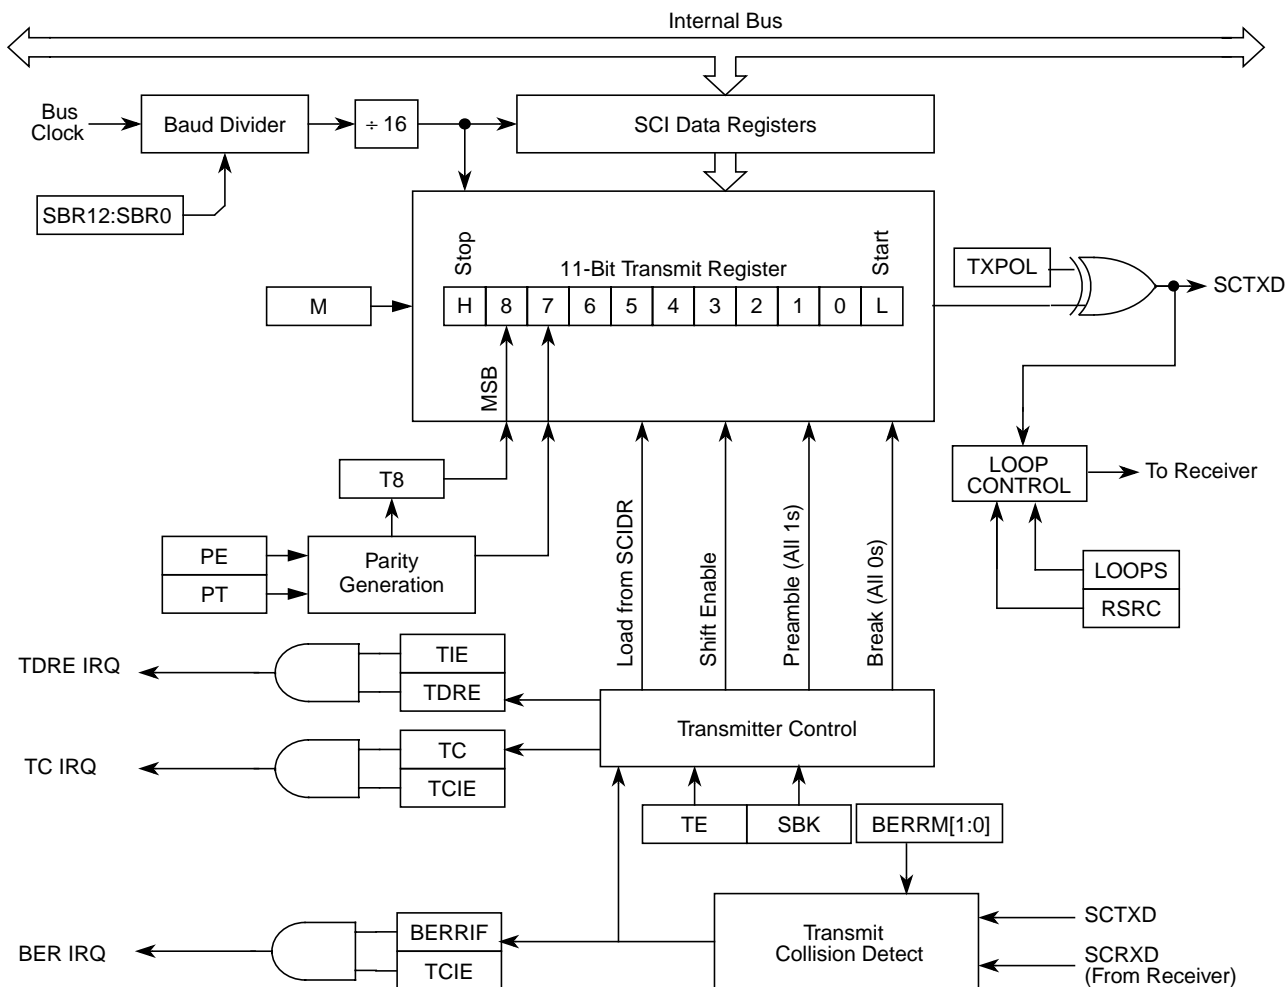 Internal Bus
Bus
Clock
Baud Divider
÷ 16
SCI Data Registers
SBR12:SBR0
Stop
11-Bit Transmit Register
Start
H 8 7 6 5 4 3 2 1 0 L
M
MSB
TXPOL
SCTXD
T8
LOOP
CONTROL
To Receiver
PE
PT
Parity
Generation
LOOPS
RSRC
Load from SCIDR
Shift Enable
Preamble (All 1s)
Break (All 0s)
TDRE IRQ
TIE
TDRE
Transmitter Control
TC IRQ
TC
TCIE
TE
SBK
BERRM[1:0]
BER IRQ
BERRIF
TCIE
Transmit
Collision Detect
SCTXD
SCRXD
(From Receiver)